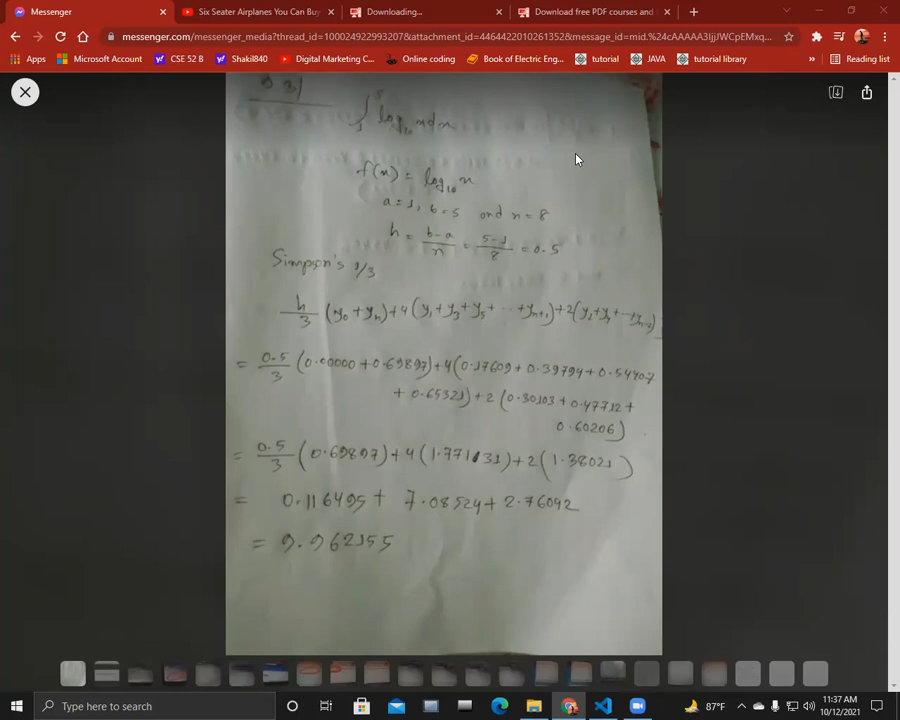 Messenger
Six Seater Airplanes You Can Buy
Downloading...
Download free PDF courses and
messenger.com/messenger_media?thread_id=100024922993207&attachment_id=4464422010261352&message_id=mid.%24cAAAAA3IjjJWCpEMxq...
Apps
Microsoft Account
CSE 52 B
Shakil840
Digital Marketing C...
Online coding
Book of Electric Eng...
tutorial
JAVA
tutorial library
»
Reading list
∫₁⁵ log₁₀ x dx
f(x) = log₁₀ x
a=1, b=5 and n=8
h = b-a/n = 5-1/8 = 0.5
Simpson's 1/3
h/3 (y₀+yₙ)+4(y₁+y₃+y₅+...+yₙ₊₁)+2(y₂+y₄+...+yₙ₋₂)
= 0.5/3 (0.00000+0.69897)+4(0.17609+0.39794+0.54407
+0.65321)+2(0.30103+0.47712+
0.60206)
= 0.5/3 (0.69897)+4(1.77131)+2(1.38021)
= 0.116495+ 7.08524+2.76042
= 9.962155
Type here to search
87°F
11:37 AM
10/12/2021